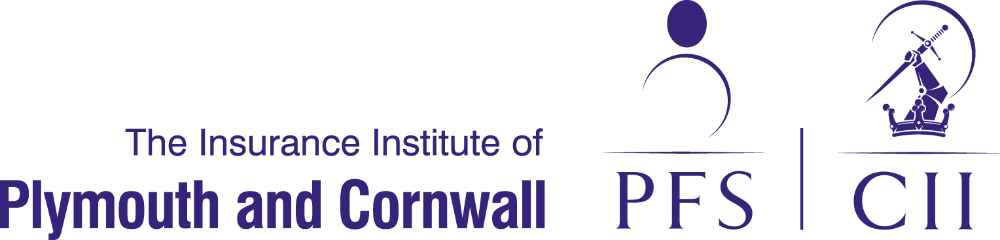 The Insurance Institute of
Plymouth and Cornwall
PFS
CII